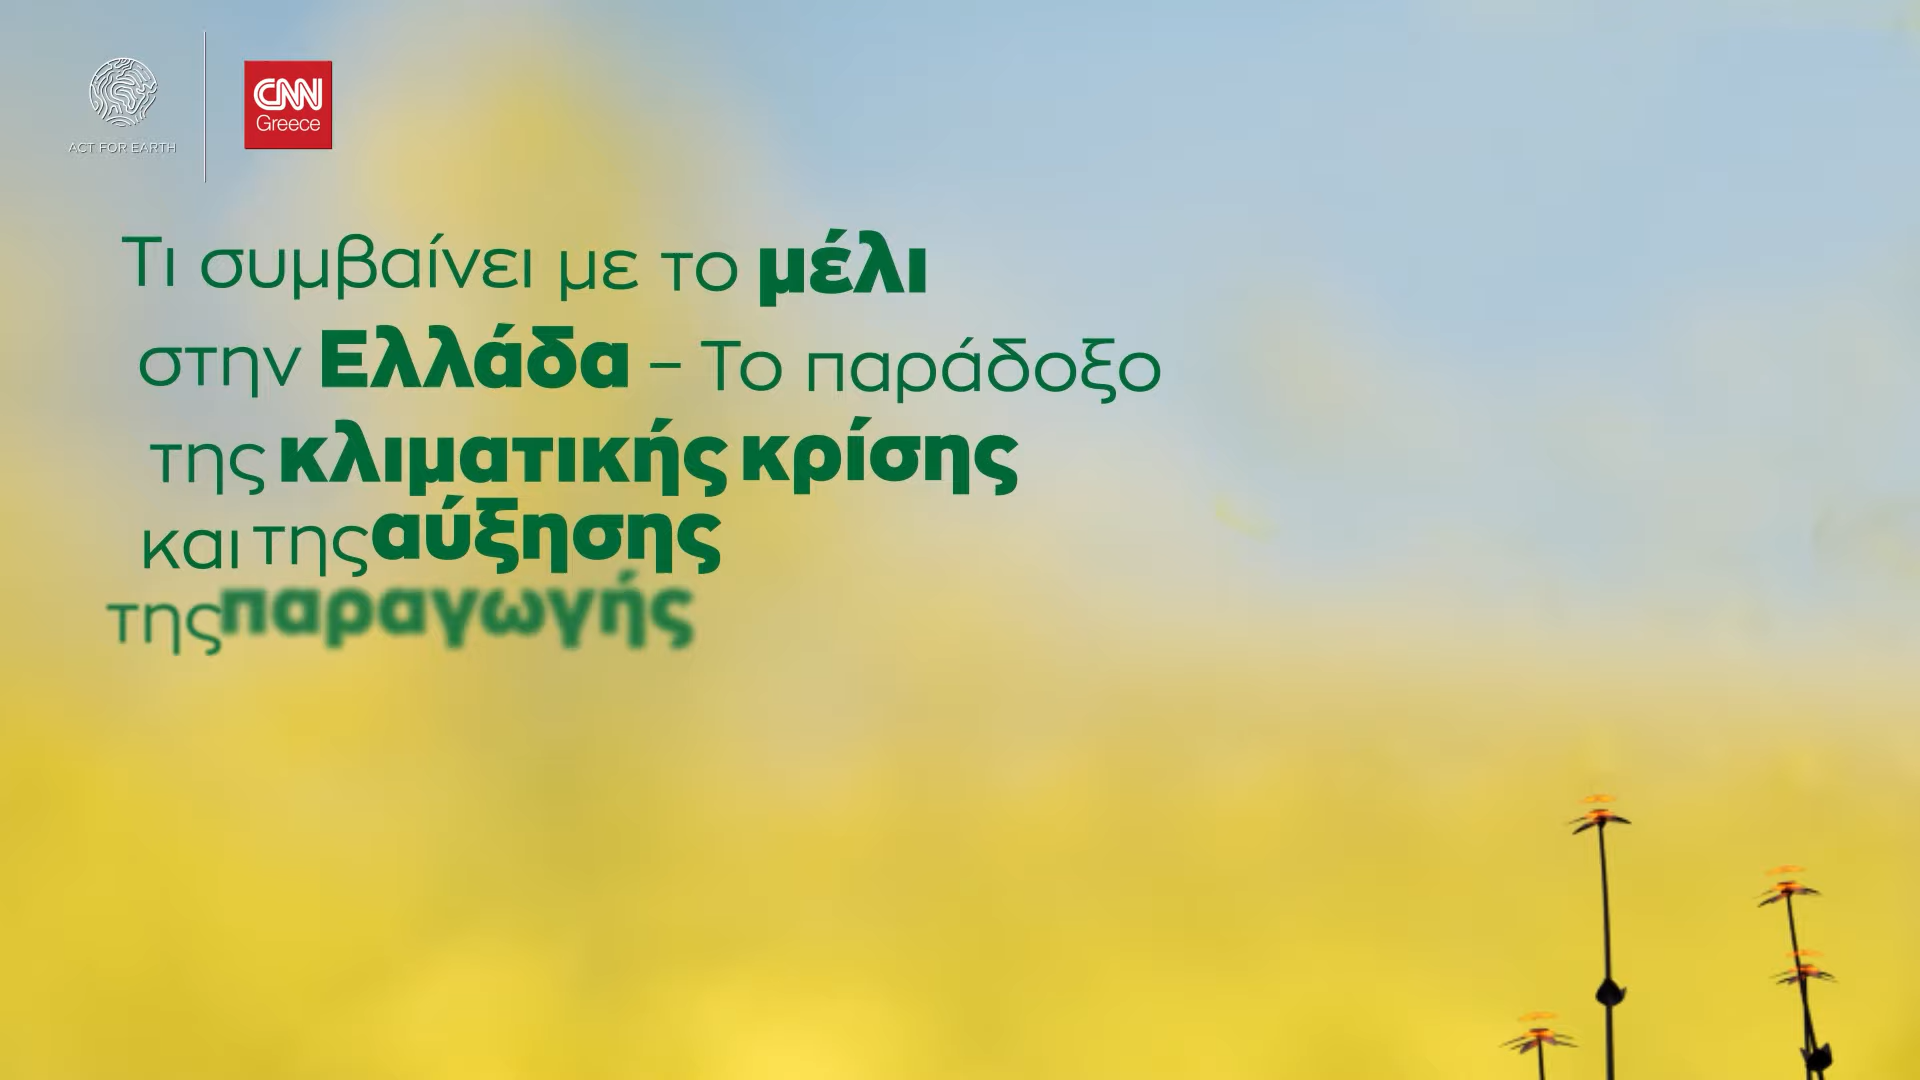 ACT FOR EARTH
CNN
Greece
Τι συμβαίνει με το μέλι
στην Ελλάδα – Το παράδοξο
της κλιματικής κρίσης
και της αύξησης
της παραγωγής